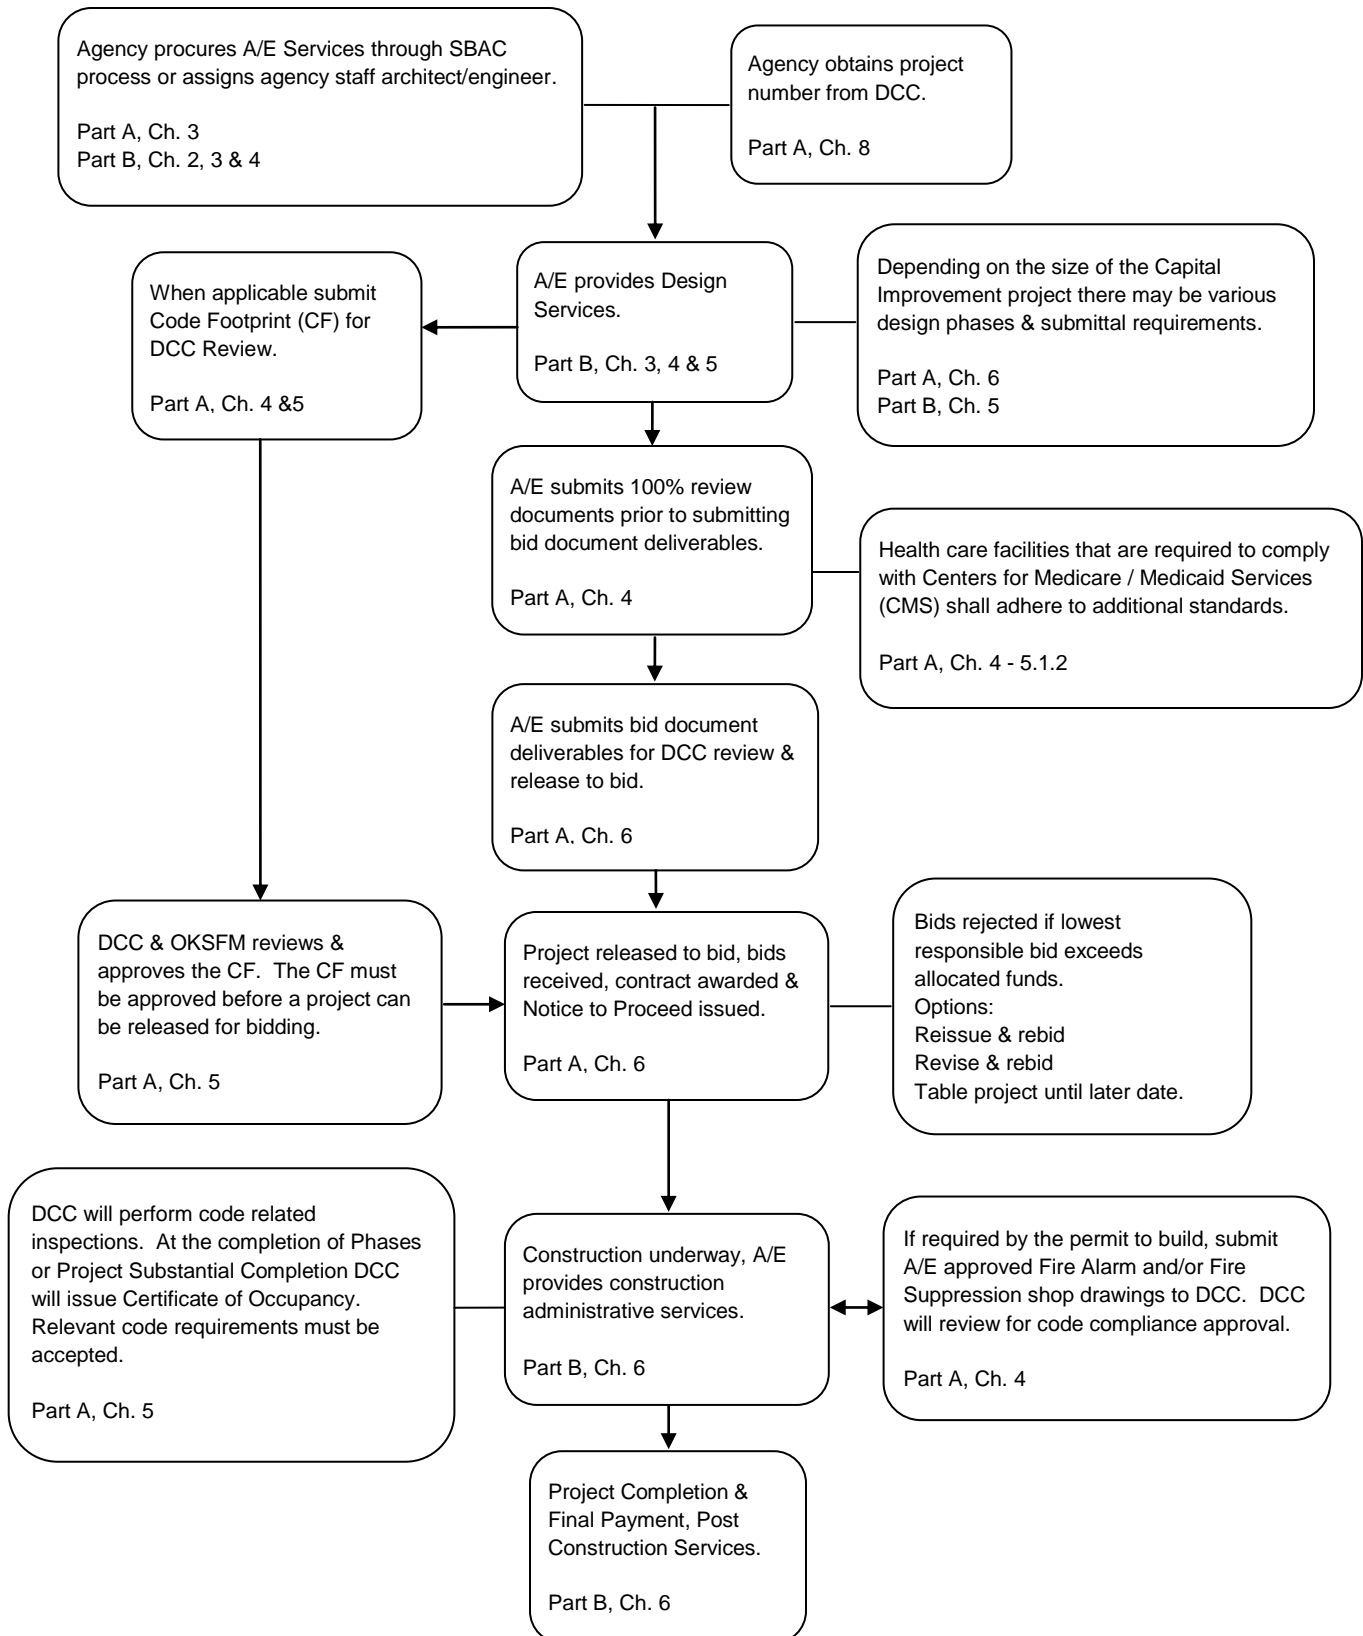 Agency procures A/E Services through SBAC
process or assigns agency staff architect/engineer.
Part A, Ch. 3
Part B, Ch. 2, 3 & 4
Agency obtains project
number from DCC.
Part A, Ch. 8
When applicable submit
Code Footprint (CF) for
DCC Review.
Part A, Ch. 4 &5
A/E provides Design
Services.
Part B, Ch. 3, 4 & 5
Depending on the size of the Capital
Improvement project there may be various
design phases & submittal requirements.
Part A, Ch. 6
Part B, Ch. 5
A/E submits 100% review
documents prior to submitting
bid document deliverables.
Part A, Ch. 4
Health care facilities that are required to comply
with Centers for Medicare / Medicaid Services
(CMS) shall adhere to additional standards.
Part A, Ch. 4 - 5.1.2
A/E submits bid document
deliverables for DCC review &
release to bid.
Part A, Ch. 6
DCC & OKSFM reviews &
approves the CF. The CF must
be approved before a project can
be released for bidding.
Part A, Ch. 5
Project released to bid, bids
received, contract awarded &
Notice to Proceed issued.
Part A, Ch. 6
Bids rejected if lowest
responsible bid exceeds
allocated funds.
Options:
Reissue & rebid
Revise & rebid
Table project until later date.
DCC will perform code related
inspections. At the completion of Phases
or Project Substantial Completion DCC
will issue Certificate of Occupancy.
Relevant code requirements must be
accepted.
Part A, Ch. 5
Construction underway, A/E
provides construction
administrative services.
Part B, Ch. 6
If required by the permit to build, submit
A/E approved Fire Alarm and/or Fire
Suppression shop drawings to DCC. DCC
will review for code compliance approval.
Part A, Ch. 4
Project Completion &
Final Payment, Post
Construction Services.
Part B, Ch. 6